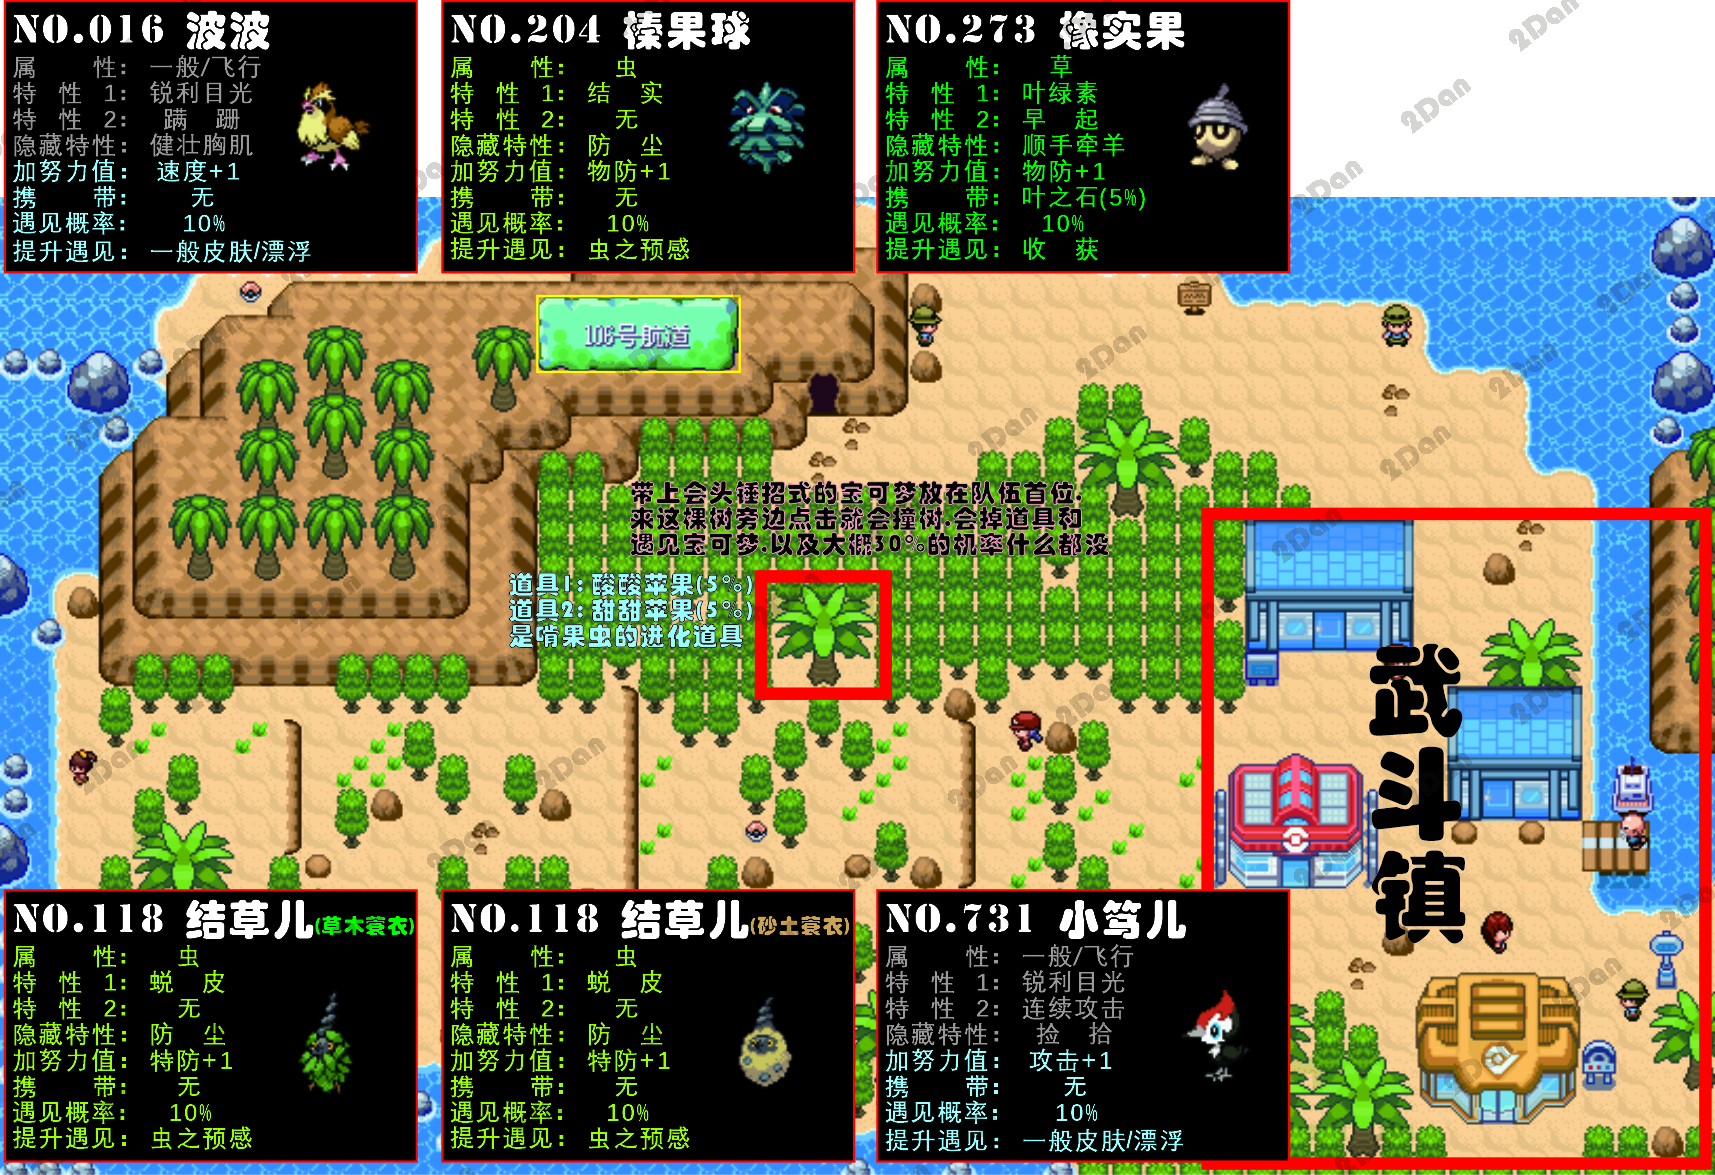 NO.016 波波
属性: 一般/飞行
特性1: 锐利目光
特性2: 蹒跚
隐藏特性: 健壮胸肌
加努力值: 速度+1
携带: 无
遇见概率: 10%
提升遇见: 一般皮肤/漂浮
NO.204 榛果球
属性: 虫
特性1: 结实
特性2: 无
隐藏特性: 防尘
加努力值: 物防+1
携带: 无
遇见概率: 10%
提升遇见: 虫之预感
NO.273 橡实果
属性: 草
特性1: 叶绿素
特性2: 早起
隐藏特性: 顺手牵羊
加努力值: 物防+1
携带: 叶之石(5%)
遇见概率: 10%
提升遇见: 收获
106号航道
带上会头锤招式的宝可梦放在队伍首位.
来这棵树旁边点击就会撞树.会掉道具和
遇见宝可梦.以及大概30%的机率什么都没
道具1:酸酸苹果(5%)
道具2:甜甜苹果(5%)
是啃果虫的进化道具
武斗镇
NO.118 结草儿(草木蓑衣)
属性: 虫
特性1: 蜕皮
特性2: 无
隐藏特性: 防尘
加努力值: 特防+1
携带: 无
遇见概率: 10%
提升遇见: 虫之预感
NO.118 结草儿(砂土蓑衣)
属性: 虫
特性1: 蜕皮
特性2: 无
隐藏特性: 防尘
加努力值: 特防+1
携带: 无
遇见概率: 10%
提升遇见: 虫之预感
NO.731 小笃儿
属性: 一般/飞行
特性1: 锐利目光
特性2: 连续攻击
隐藏特性: 捡拾
加努力值: 攻击+1
携带: 无
遇见概率: 10%
提升遇见: 一般皮肤/漂浮
2Dan